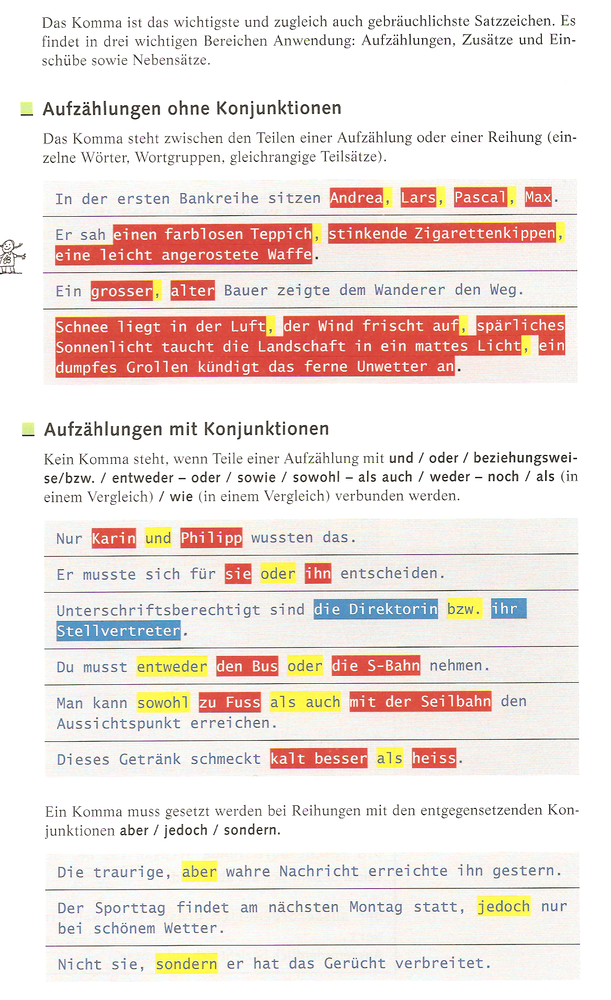 Das Komma ist das wichtigste und zugleich auch gebräuchlichste Satzzeichen. Es
findet in drei wichtigen Bereichen Anwendung: Aufzählungen, Zusätze und Ein-
schübe sowie Nebensätze.
Aufzählungen ohne Konjunktionen
Das Komma steht zwischen den Teilen einer Aufzählung oder einer Reihung (ein-
zelne Wörter, Wortgruppen, gleichrangige Teilsätze).
In der ersten Bankreihe sitzen Andrea, Lars, Pascal, Max.
Er sah einen farblosen Teppich, stinkende Zigarettenkippen,
eine leicht angerostete Waffe.
Ein grosser, alter Bauer zeigte dem Wanderer den Weg.
Schnee liegt in der Luft, der Wind frischt auf, spärliches
Sonnenlicht taucht die Landschaft in ein mattes Licht, ein
dumpfes Grollen kündigt das ferne Unwetter an.
Aufzählungen mit Konjunktionen
Kein Komma steht, wenn Teile einer Aufzählung mit und / oder / beziehungswei-
se/bzw. / entweder – oder / sowie / sowohl – als auch / weder – noch / als (in
einem Vergleich) / wie (in einem Vergleich) verbunden werden.
Nur Karin und Philipp wussten das.
Er musste sich für sie oder ihn entscheiden.
Unterschriftsberechtigt sind die Direktorin bzw. ihr
Stellvertreter.
Du musst entweder den Bus oder die S-Bahn nehmen.
Man kann sowohl zu Fuss als auch mit der Seilbahn den
Aussichtspunkt erreichen.
Dieses Getränk schmeckt kalt besser als heiss.
Ein Komma muss gesetzt werden bei Reihungen mit den entgegensetzenden Kon-
junktionen aber / jedoch / sondern.
Die traurige, aber wahre Nachricht erreichte ihn gestern.
Der Sporttag findet am nächsten Montag statt, jedoch nur
bei schönem Wetter.
Nicht sie, sondern er hat das Gerücht verbreitet.